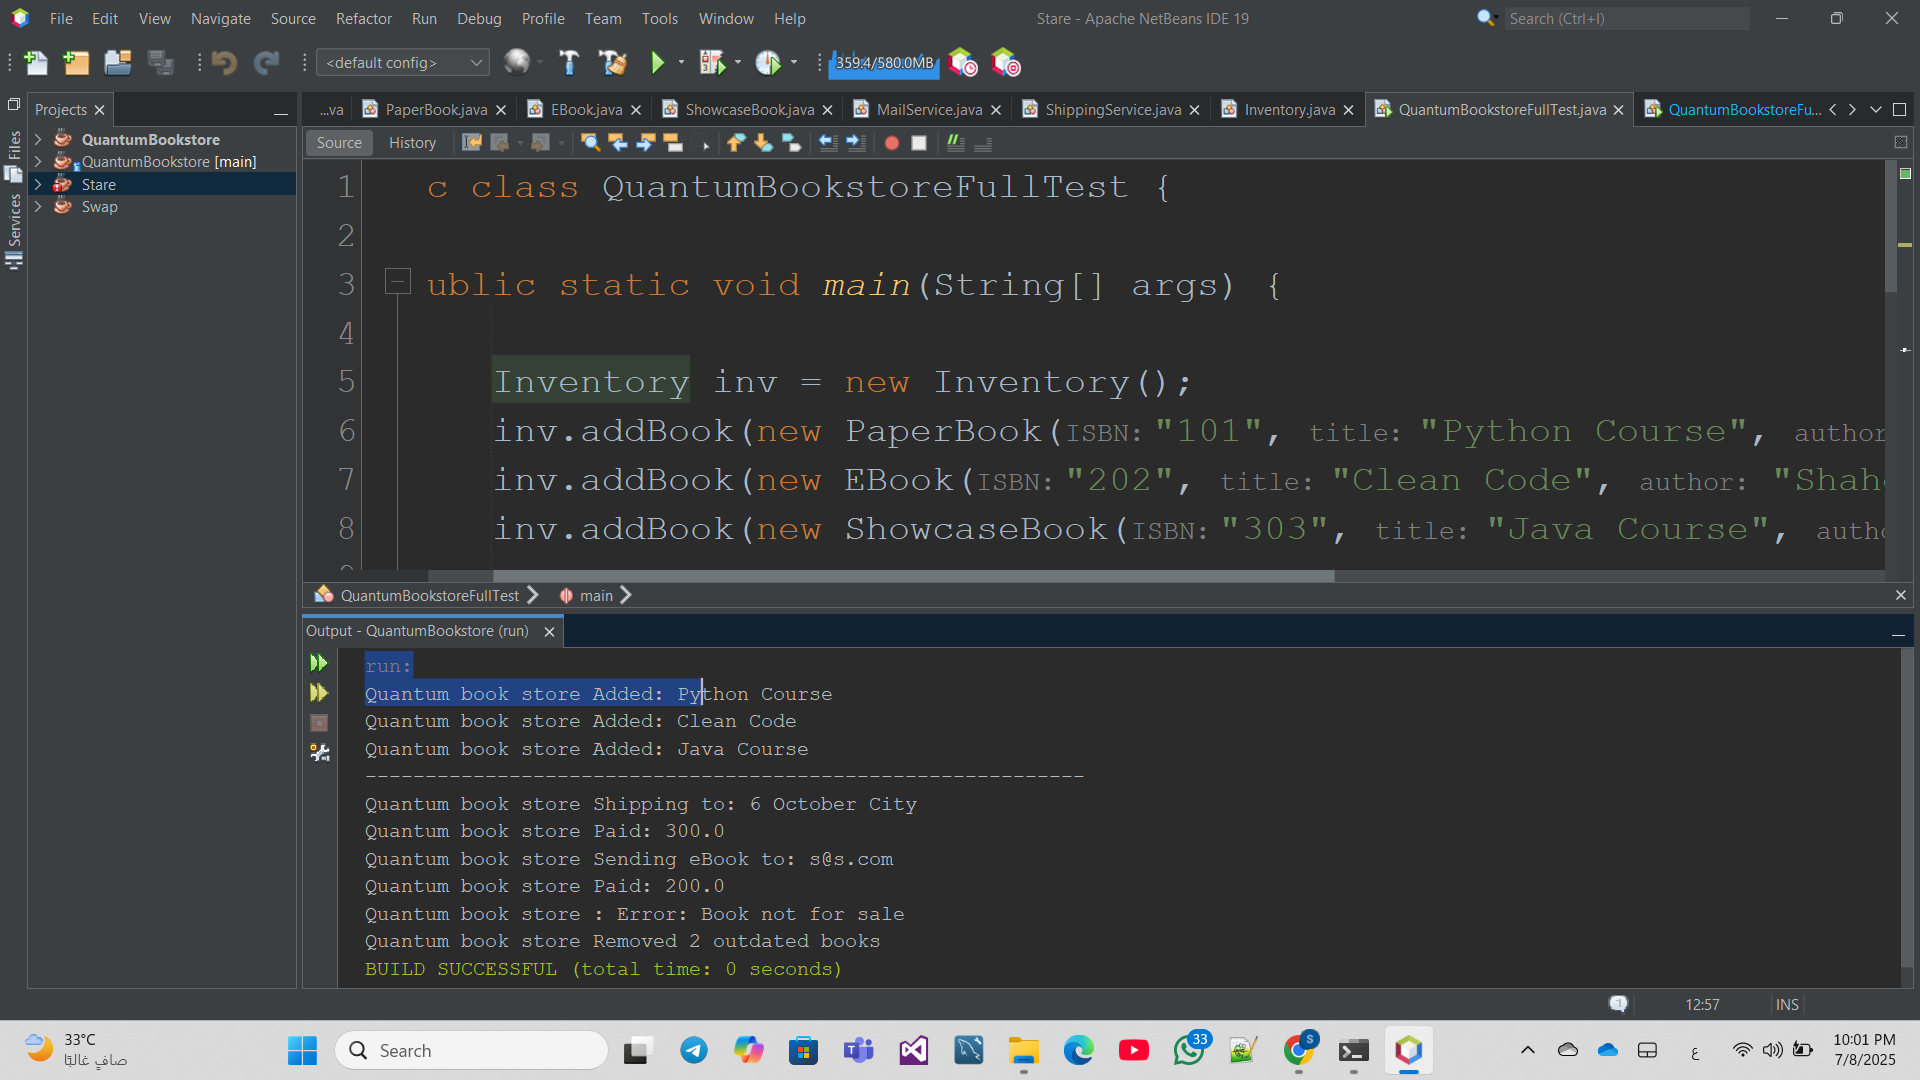 File Edit View Navigate Source Refactor Run Debug Profile Team Tools Window Help
Stare - Apache NetBeans IDE 19
Search (Ctrl+I)
<default config>
359.4/580.0MB
Projects
Files
Services
QuantumBookstore
QuantumBookstore [main]
Stare
Swap
...va PaperBook.java EBook.java ShowcaseBook.java MailService.java ShippingService.java Inventory.java QuantumBookstoreFullTest.java QuantumBookstoreFu...
Source History
1 c class QuantumBookstoreFullTest {
2
3 ublic static void main(String[] args) {
4
5 Inventory inv = new Inventory();
6 inv.addBook(new PaperBook(ISBN: "101", title: "Python Course", author
7 inv.addBook(new EBook(ISBN: "202", title: "Clean Code", author: "Shah
8 inv.addBook(new ShowcaseBook(ISBN: "303", title: "Java Course", autho
QuantumBookstoreFullTest main
Output - QuantumBookstore (run)
run:
Quantum book store Added: Python Course
Quantum book store Added: Clean Code
Quantum book store Added: Java Course
------------------------------------------------------------
Quantum book store Shipping to: 6 October City
Quantum book store Paid: 300.0
Quantum book store Sending eBook to: s@s.com
Quantum book store Paid: 200.0
Quantum book store : Error: Book not for sale
Quantum book store Removed 2 outdated books
BUILD SUCCESSFUL (total time: 0 seconds)
1 12:57 INS
33°C
صافٍ غالبًا
Search
33
S
ع
10:01 PM
7/8/2025